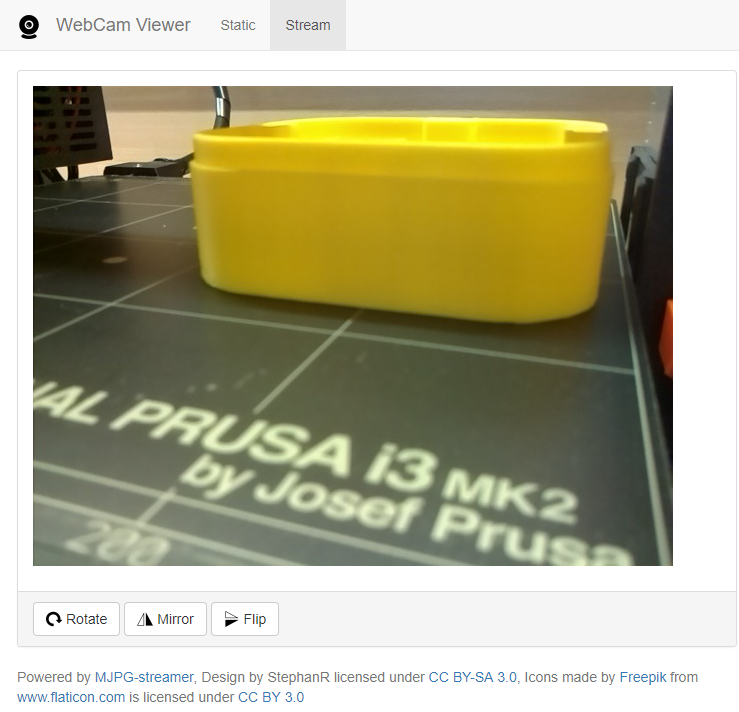 WebCam Viewer Static Stream
NAL PRUSA i3 MK2
by Josef Prusa
200
Rotate Mirror Flip
Powered by MJPG-streamer, Design by StephanR licensed under CC BY-SA 3.0, Icons made by Freepik from
www.flaticon.com is licensed under CC BY 3.0